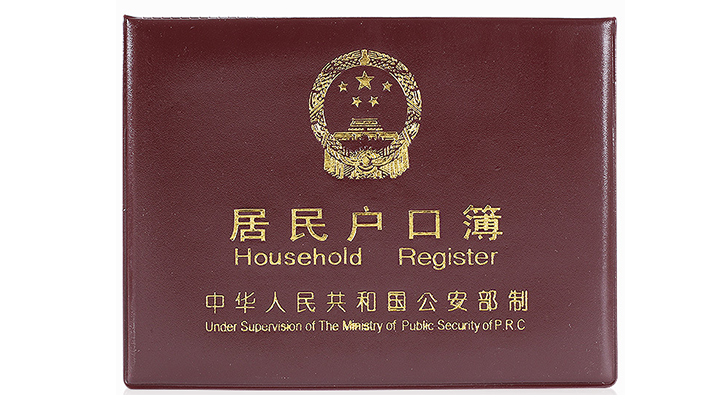 居民户口簿
Household Register
中华人民共和国公安部制
Under Supervision of The Ministry of Public Security of P.R.C